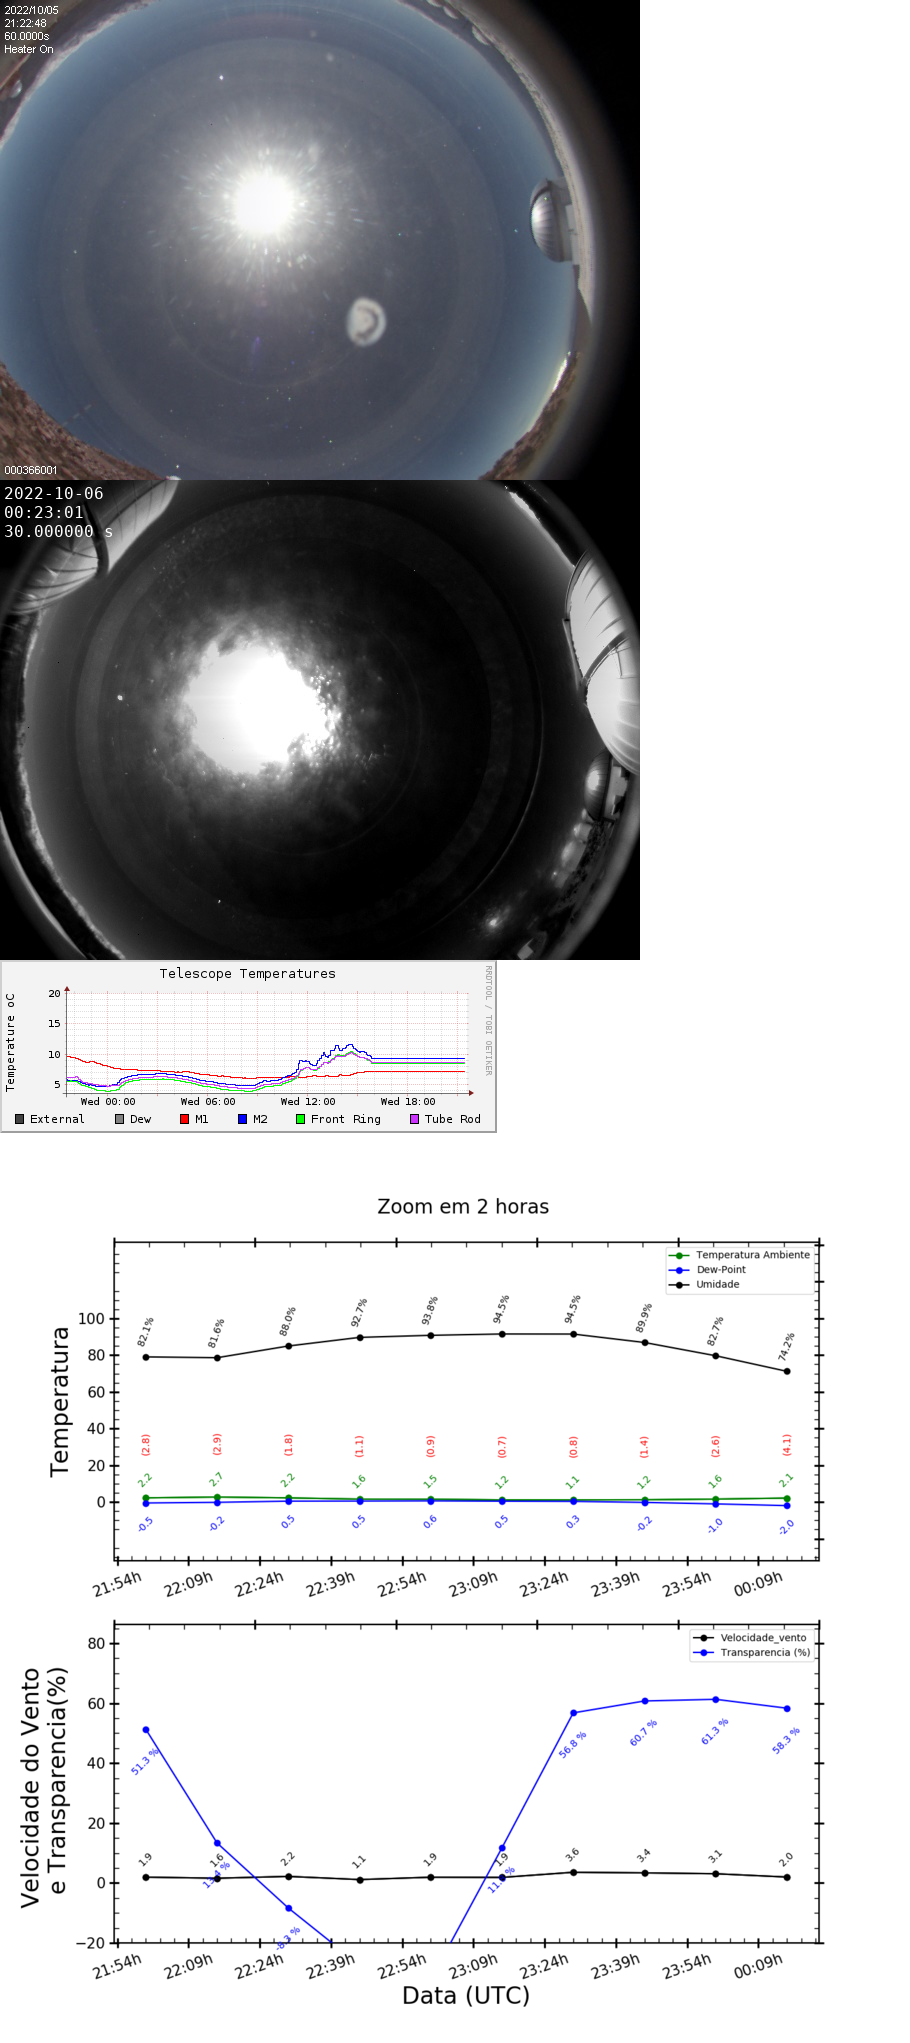 2022/10/05
21:22:48
60.0000s
Heater On
000366001
2022-10-06
00:23:01
30.000000 s
Telescope Temperatures
RRDTOOL / TOBI OETIKER
Temperature oC
20
15
10
5
Wed 00:00 Wed 06:00 Wed 12:00 Wed 18:00
External Dew M1 M2 Front Ring Tube Rod
Zoom em 2 horas
Temperatura Ambiente
Dew-Point
Umidade
Temperatura
100
80
60
40
20
0
82.1% 81.6% 88.0% 92.7% 93.8% 94.5% 94.5% 89.9% 82.7% 74.2%
(2.8) (2.9) (1.8) (1.1) (0.9) (0.7) (0.8) (1.4) (2.6) (4.1)
2.2 2.7 2.2 1.6 1.5 1.2 1.1 1.2 1.6 2.1
-0.5 -0.2 0.5 0.5 0.6 0.5 0.3 -0.2 -1.0 -2.0
21:54h 22:09h 22:24h 22:39h 22:54h 23:09h 23:24h 23:39h 23:54h 00:09h
Velocidade_vento
Transparencia (%)
Velocidade do Vento
e Transparencia(%)
80
60
40
20
0
−20
51.3 % -8.3 % 56.8 % 60.7 % 61.3 % 58.3 %
1.9 1.6 2.2 1.1 1.9 1.9 3.6 3.4 3.1 2.0
21:54h 22:09h 22:24h 22:39h 22:54h 23:09h 23:24h 23:39h 23:54h 00:09h
Data (UTC)